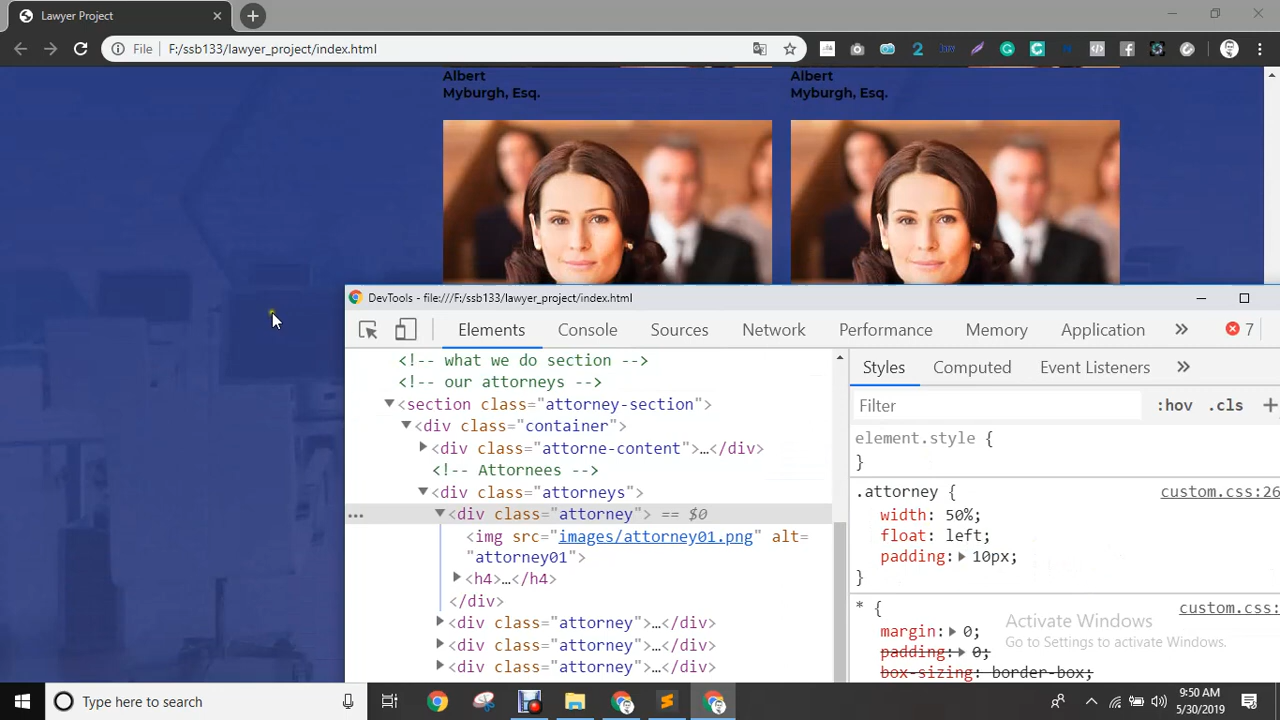 Lawyer Project
File F:/ssb133/lawyer_project/index.html
Albert Albert
Myburgh, Esq. Myburgh, Esq.
DevTools - file:///F:/ssb133/lawyer_project/index.html
Elements Console Sources Network Performance Memory Application » 7
<!-- what we do section -->
<!-- our attorneys -->
<section class="attorney-section">
<div class="container">
<div class="attorne-content">…</div>
<!-- Attornees -->
<div class="attorneys">
<div class="attorney"> == $0
<img src="images/attorney01.png" alt=
"attorney01">
<h4>…</h4>
</div>
<div class="attorney">…</div>
<div class="attorney">…</div>
<div class="attorney">…</div>
Styles Computed Event Listeners »
Filter :hov .cls +
element.style {
}
.attorney { custom.css:26
width: 50%;
float: left;
padding: 10px;
}
* { custom.css:
margin: 0;
padding: 0;
box-sizing: border-box;
Activate Windows
Go to Settings to activate Windows.
Type here to search
9:50 AM
5/30/2019